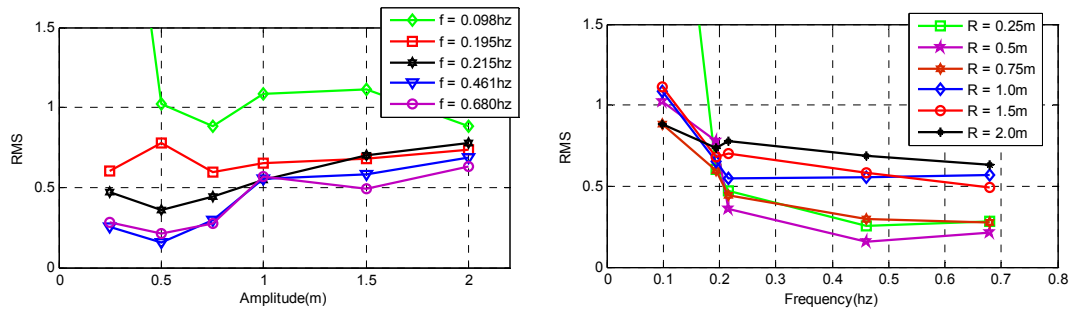 f = 0.098hz
f = 0.195hz
f = 0.215hz
f = 0.461hz
f = 0.680hz
1.5
1
0.5
0
RMS
0 0.5 1.0 1.5 2
Amplitude(m)
R = 0.25m
R = 0.5m
R = 0.75m
R = 1.0m
R = 1.5m
R = 2.0m
1.5
1
0.5
0
RMS
0 0.1 0.2 0.3 0.4 0.5 0.6 0.7 0.8
Frequency(hz)